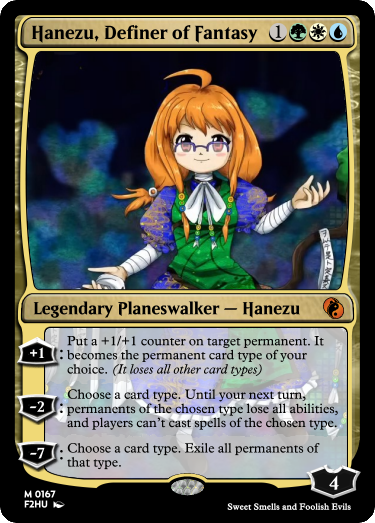 Hanezu, Definer of Fantasy 1
Legendary Planeswalker — Hanezu
+1: Put a +1/+1 counter on target permanent. It
becomes the permanent card type of your
choice. (It loses all other card types)
-2: Choose a card type. Until your next turn,
permanents of the chosen type lose all abilities,
and players can't cast spells of the chosen type.
-7: Choose a card type. Exile all permanents of
that type.
4
M 0167
F2HU
Sweet Smells and Foolish Evils